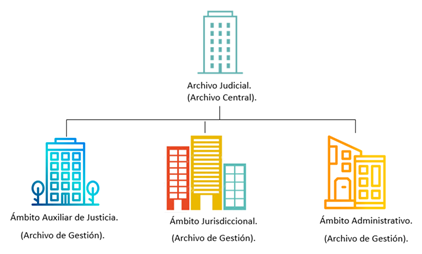 Archivo Judicial.
(Archivo Central).
Ámbito Auxiliar de Justicia.
(Archivo de Gestión).
Ámbito Jurisdiccional.
(Archivo de Gestión).
Ámbito Administrativo.
(Archivo de Gestión).